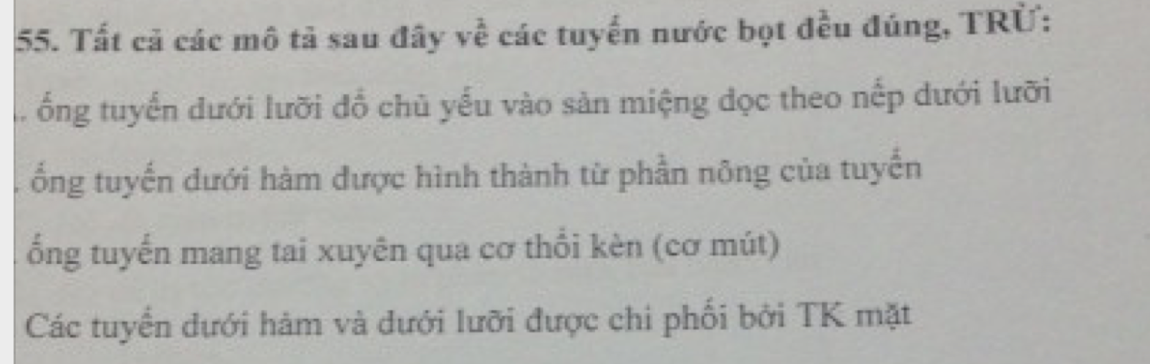 55. Tất cả các mô tả sau đây về các tuyến nước bọt đều đúng, TRỪ:
. ống tuyến dưới lưỡi đổ chủ yếu vào sàn miệng dọc theo nếp dưới lưỡi
. ống tuyến dưới hàm được hình thành từ phần nông của tuyến
ống tuyến mang tai xuyên qua cơ thổi kèn (cơ mút)
Các tuyến dưới hàm và dưới lưỡi được chi phối bởi TK mặt